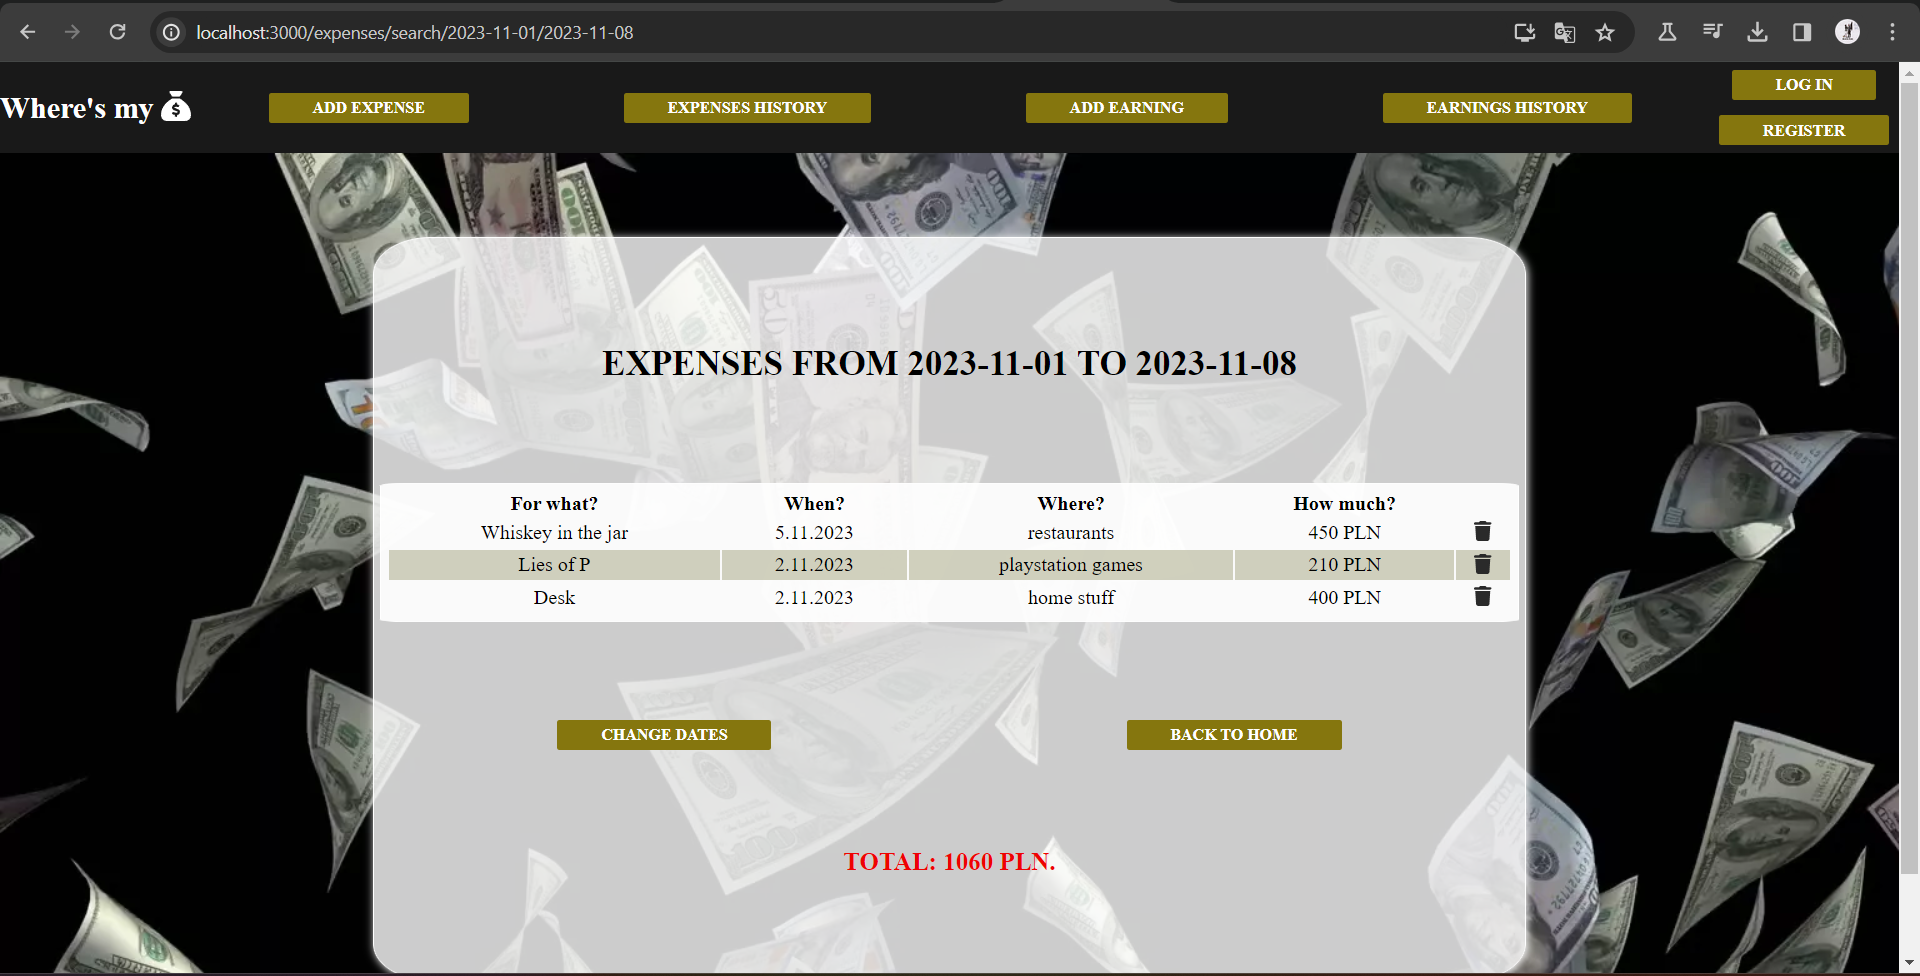 localhost:3000/expenses/search/2023-11-01/2023-11-08
Where's my
ADD EXPENSE
EXPENSES HISTORY
ADD EARNING
EARNINGS HISTORY
LOG IN
REGISTER
EXPENSES FROM 2023-11-01 TO 2023-11-08
For what? When? Where? How much?
Whiskey in the jar 5.11.2023 restaurants 450 PLN
Lies of P 2.11.2023 playstation games 210 PLN
Desk 2.11.2023 home stuff 400 PLN
CHANGE DATES
BACK TO HOME
TOTAL: 1060 PLN.